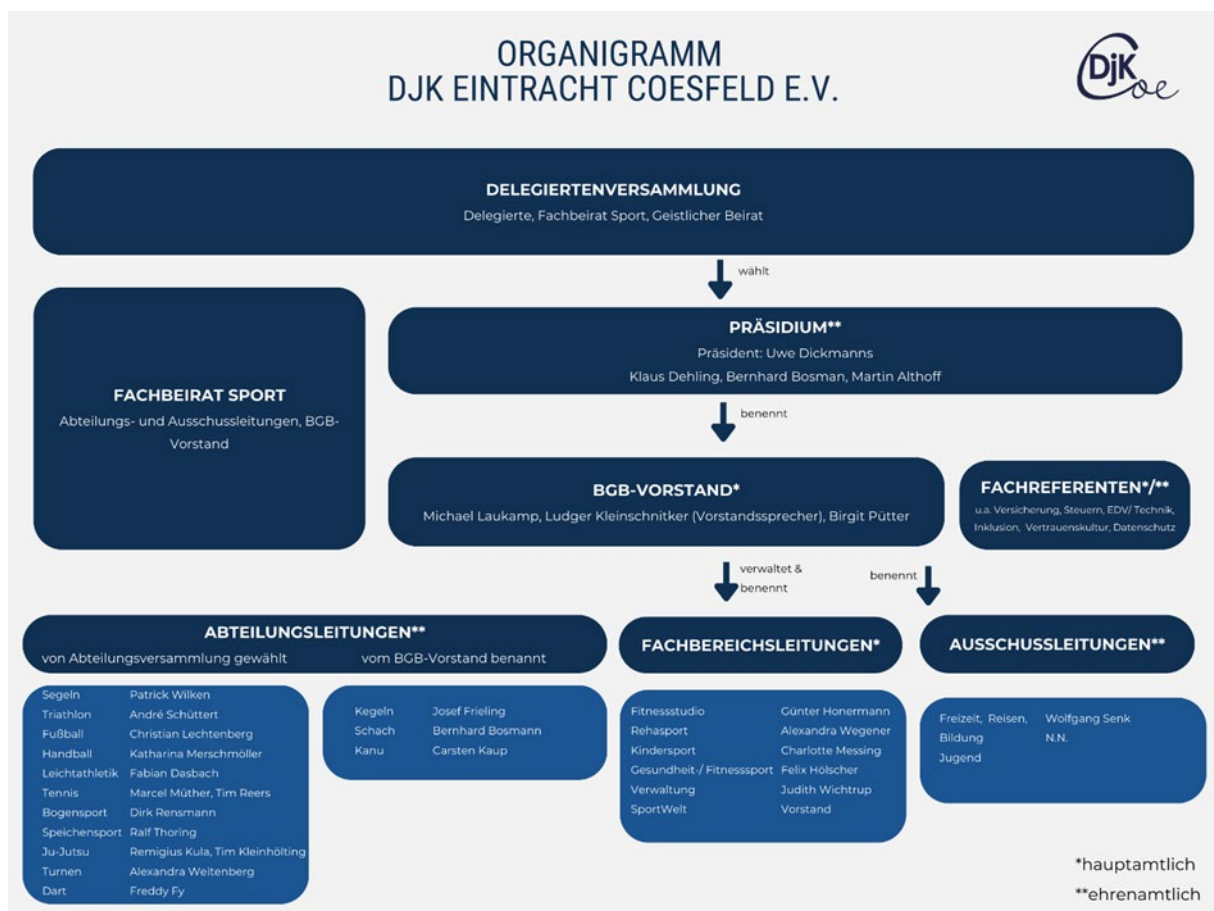 ORGANIGRAMM
DJK EINTRACHT COESFELD E.V.
DjK
Coe
DELEGIERTENVERSAMMLUNG
Delegierte, Fachbeirat Sport, Geistlicher Beirat
wählt
PRÄSIDIUM**
Präsident: Uwe Dickmanns
Klaus Dehling, Bernhard Bosman, Martin Althoff
FACHBEIRAT SPORT
Abteilungs- und Ausschussleitungen, BGB-
Vorstand
benennt
BGB-VORSTAND*
Michael Laukamp, Ludger Kleinschnitker (Vorstandssprecher), Birgit Pütter
FACHREFERENTEN*/**
u.a. Versicherung, Steuern, EDV/ Technik,
Inklusion, Vertrauenskultur, Datenschutz
verwaltet &
benennt
benennt
ABTEILUNGSLEITUNGEN**
von Abteilungsversammlung gewählt
vom BGB-Vorstand benannt
Segeln Patrick Wilken
Triathlon André Schüttert
Fußball Christian Lechtenberg
Handball Katharina Merschmöller
Leichtathletik Fabian Dasbach
Tennis Marcel Müther, Tim Reers
Bogensport Dirk Rensmann
Speichensport Ralf Thoring
Ju-Jutsu Remigius Kula, Tim Kleinhölting
Turnen Alexandra Weitenberg
Dart Freddy Fy
Kegeln Josef Frieling
Schach Bernhard Bosmann
Kanu Carsten Kaup
FACHBEREICHSLEITUNGEN*
Fitnessstudio Günter Honermann
Rehasport Alexandra Wegener
Kindersport Charlotte Messing
Gesundheit-/ Fitnesssport Felix Hölscher
Verwaltung Judith Wichtrup
SportWelt Vorstand
AUSSCHUSSLEITUNGEN**
Freizeit, Reisen, Wolfgang Senk
Bildung N.N.
Jugend
*hauptamtlich
**ehrenamtlich